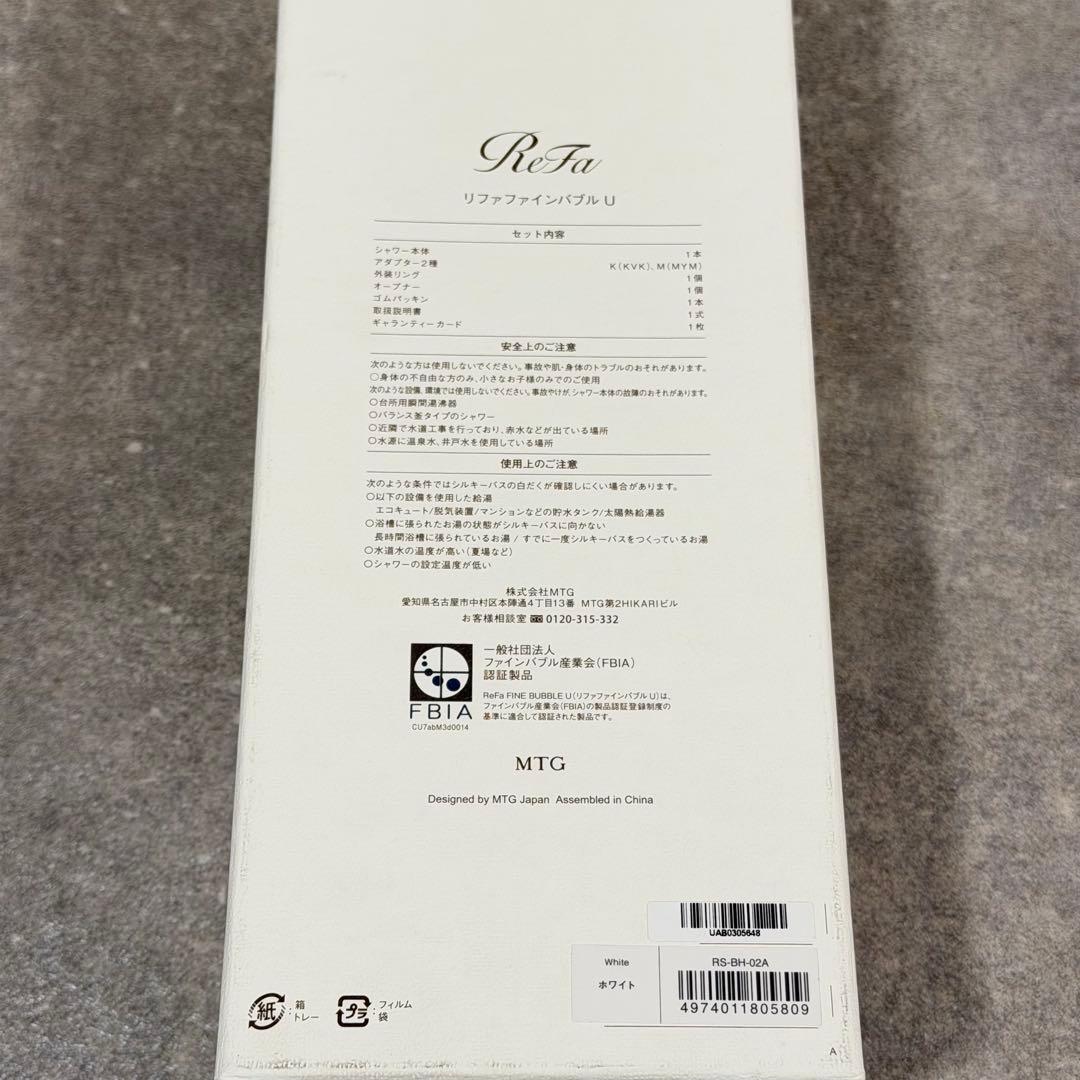 ReFa
リファファインバブル U
セット内容
シャワー本体 1本
アダプター2種 K(KVK)、M(MYM)
外装リング 1個
オープナー 1個
ゴムパッキン 1本
取扱説明書 1式
ギャランティーカード 1枚
安全上のご注意
次のような方は使用しないでください。事故や肌・身体のトラブルのおそれがあります。
○身体の不自由な方のみ、小さなお子様のみでのご使用
次のような設備、環境では使用しないでください。事故やけが、シャワー本体の故障のおそれがあります。
○台所用瞬間湯沸器
○バランス釜タイプのシャワー
○近隣で水道工事を行っており、赤水などが出ている場所
○水源に温泉水、井戸水を使用している場所
使用上のご注意
次のような条件ではシルキーバスの白だくが確認しにくい場合があります。
○以下の設備を使用した給湯
エコキュート/脱気装置/マンションなどの貯水タンク/太陽熱給湯器
○浴槽に張られたお湯の状態がシルキーバスに向かない
長時間浴槽に張られているお湯 / すでに一度シルキーバスをつくっているお湯
○水道水の温度が高い(夏場など)
○シャワーの設定温度が低い
株式会社MTG
愛知県名古屋市中村区本陣通4丁目13番 MTG第2HIKARIビル
お客様相談室 0120-315-332
一般社団法人
ファインバブル産業会(FBIA)
認証製品
FBIA
CU7abM3d0014
ReFa FINE BUBBLE U(リファファインバブル U)は、
ファインバブル産業会(FBIA)の製品認証登録制度の
基準に適合して認証された製品です。
MTG
Designed by MTG Japan Assembled in China
UAB0305648
White
ホワイト
RS-BH-02A
4974011805809
紙 : 箱
トレー
プラ : フィルム
袋
A